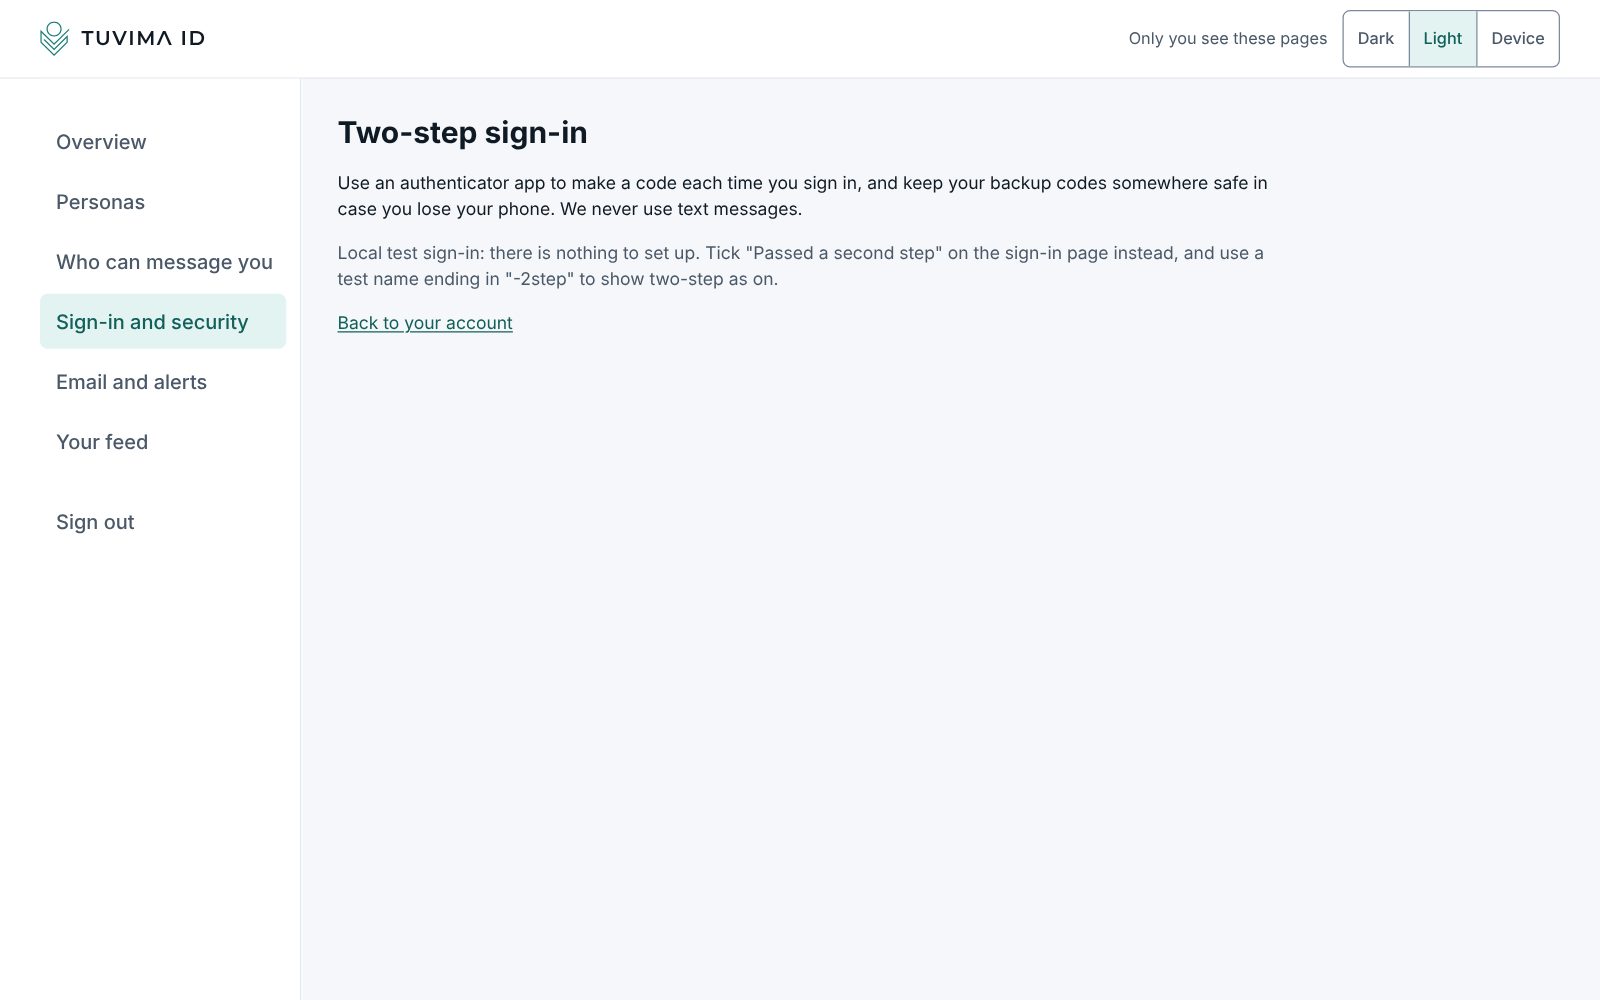 TUVIMA ID
Only you see these pages
Dark
Light
Device
Overview
Personas
Who can message you
Sign-in and security
Email and alerts
Your feed
Sign out
Two-step sign-in
Use an authenticator app to make a code each time you sign in, and keep your backup codes somewhere safe in
case you lose your phone. We never use text messages.
Local test sign-in: there is nothing to set up. Tick "Passed a second step" on the sign-in page instead, and use a
test name ending in "-2step" to show two-step as on.
Back to your account